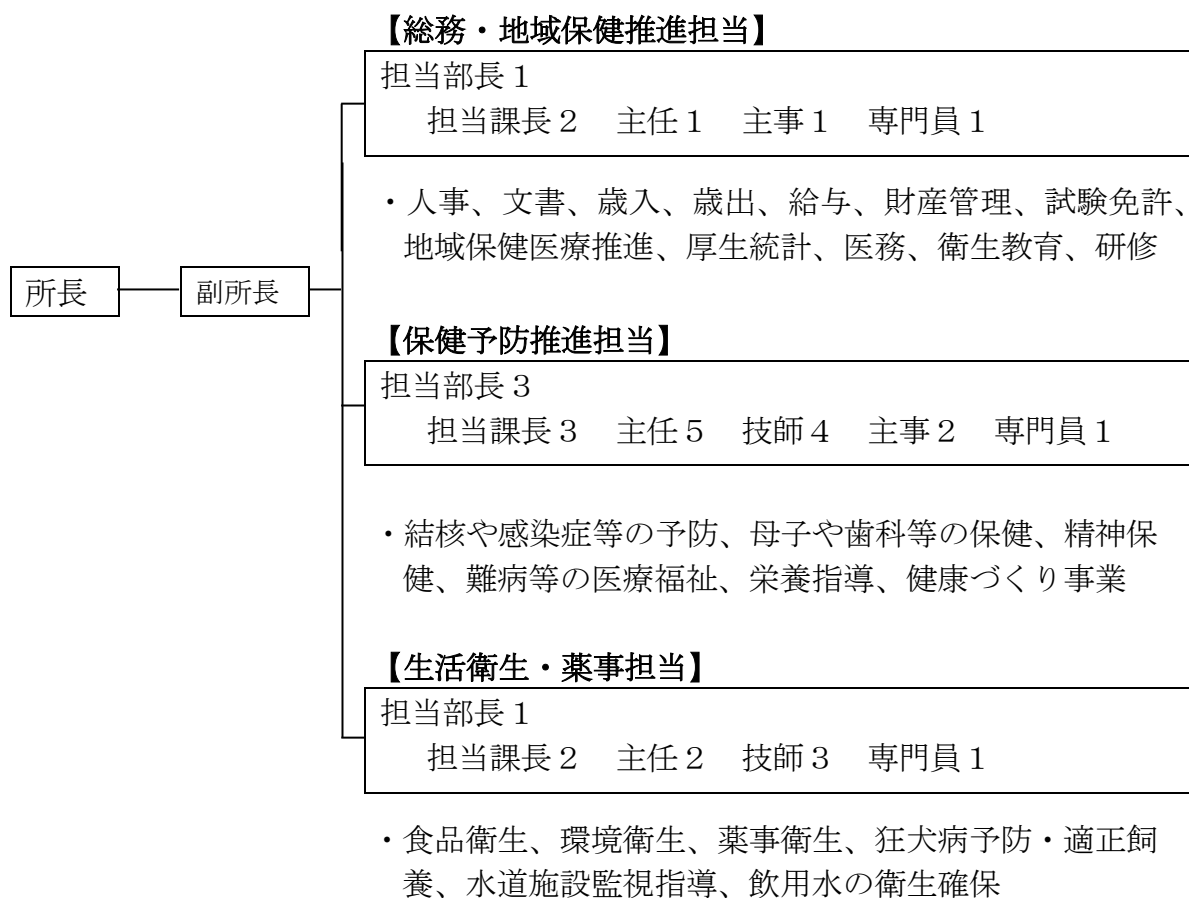 【総務・地域保健推進担当】
担当部長1
担当課長2 主任1 主事1 専門員1
・人事、文書、歳入、歳出、給与、財産管理、試験免許、
地域保健医療推進、厚生統計、医務、衛生教育、研修
所長
副所長
【保健予防推進担当】
担当部長3
担当課長3 主任5 技師4 主事2 専門員1
・結核や感染症等の予防、母子や歯科等の保健、精神保
健、難病等の医療福祉、栄養指導、健康づくり事業
【生活衛生・薬事担当】
担当部長1
担当課長2 主任2 技師3 専門員1
・食品衛生、環境衛生、薬事衛生、狂犬病予防・適正飼
養、水道施設監視指導、飲用水の衛生確保